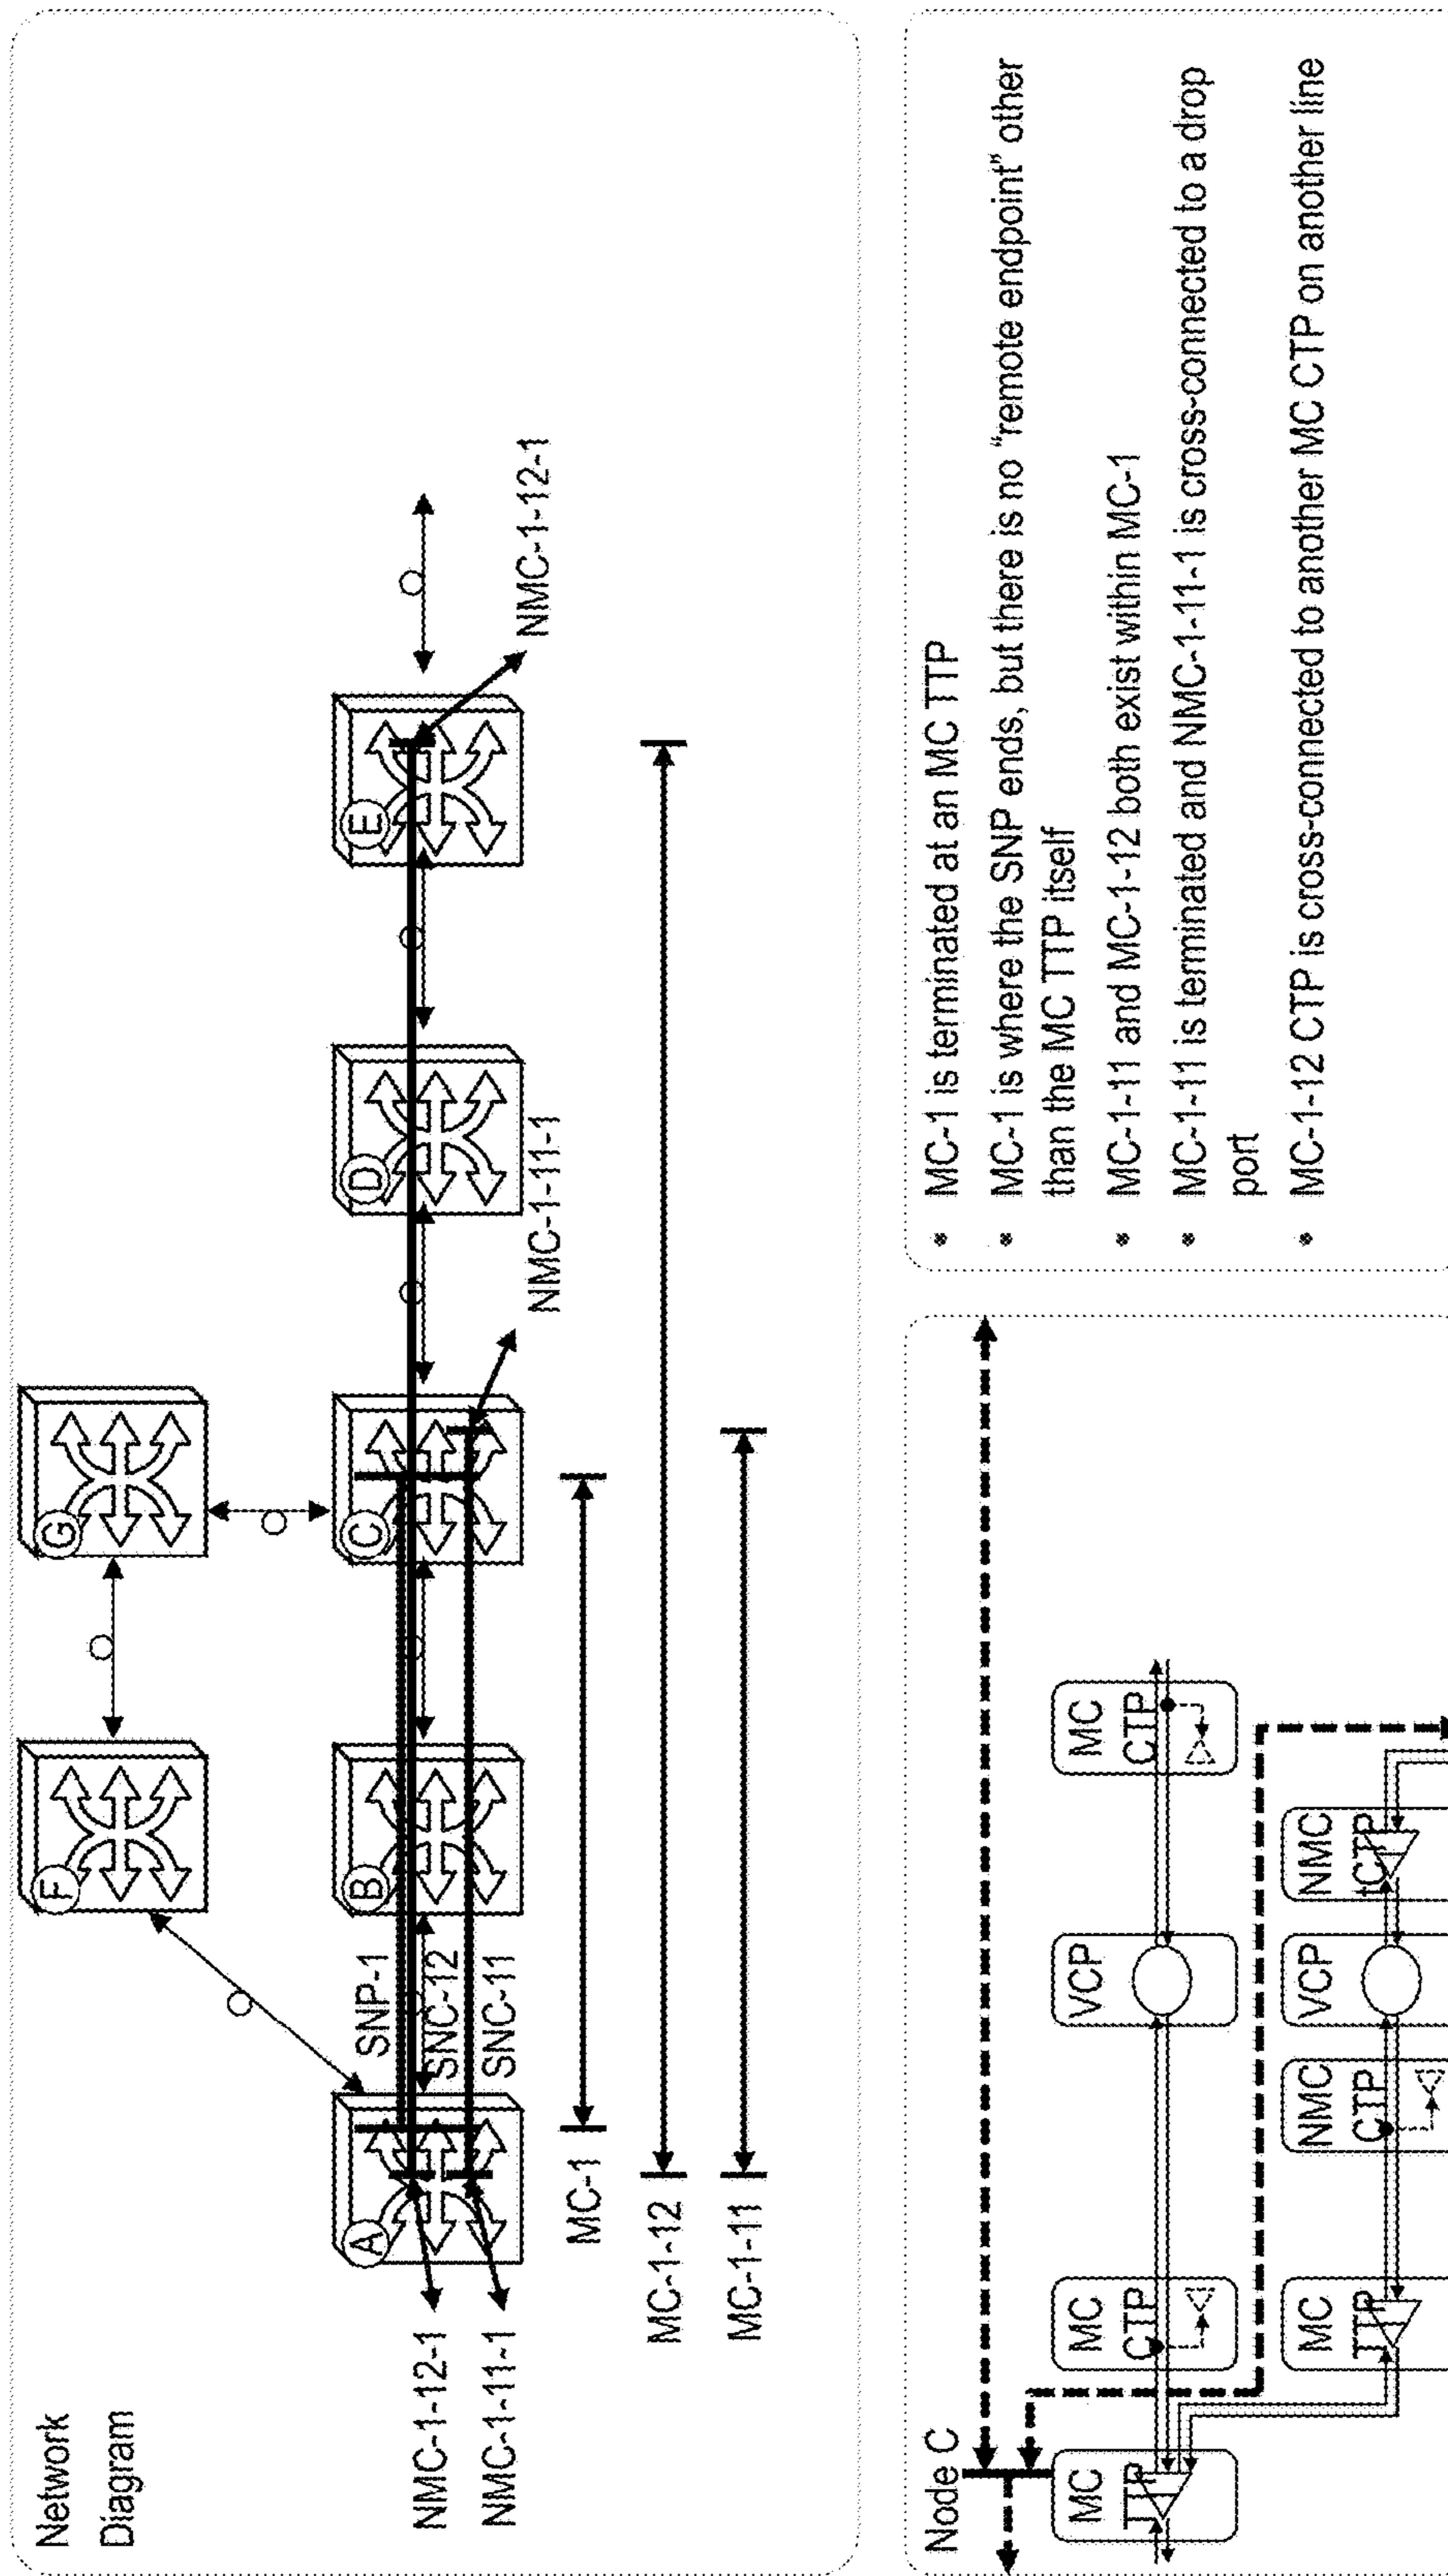 Network
Diagram
F
G
A
B
C
D
E
SNP-1
SNC-12
SNC-11
NMC-1-12-1
NMC-1-11-1
NMC-1-11-1
NMC-1-12-1
MC-1
MC-1-12
MC-1-11
Node C
MC
TTP
MC
CTP
VCP
MC
CTP
MC
TTP
NMC
CTP
VCP
NMC
tCTP
• MC-1 is terminated at an MC TTP
• MC-1 is where the SNP ends, but there is no “remote endpoint” other
than the MC TTP itself
• MC-1-11 and MC-1-12 both exist within MC-1
• MC-1-11 is terminated and NMC-1-11-1 is cross-connected to a drop
port
• MC-1-12 CTP is cross-connected to another MC CTP on another line